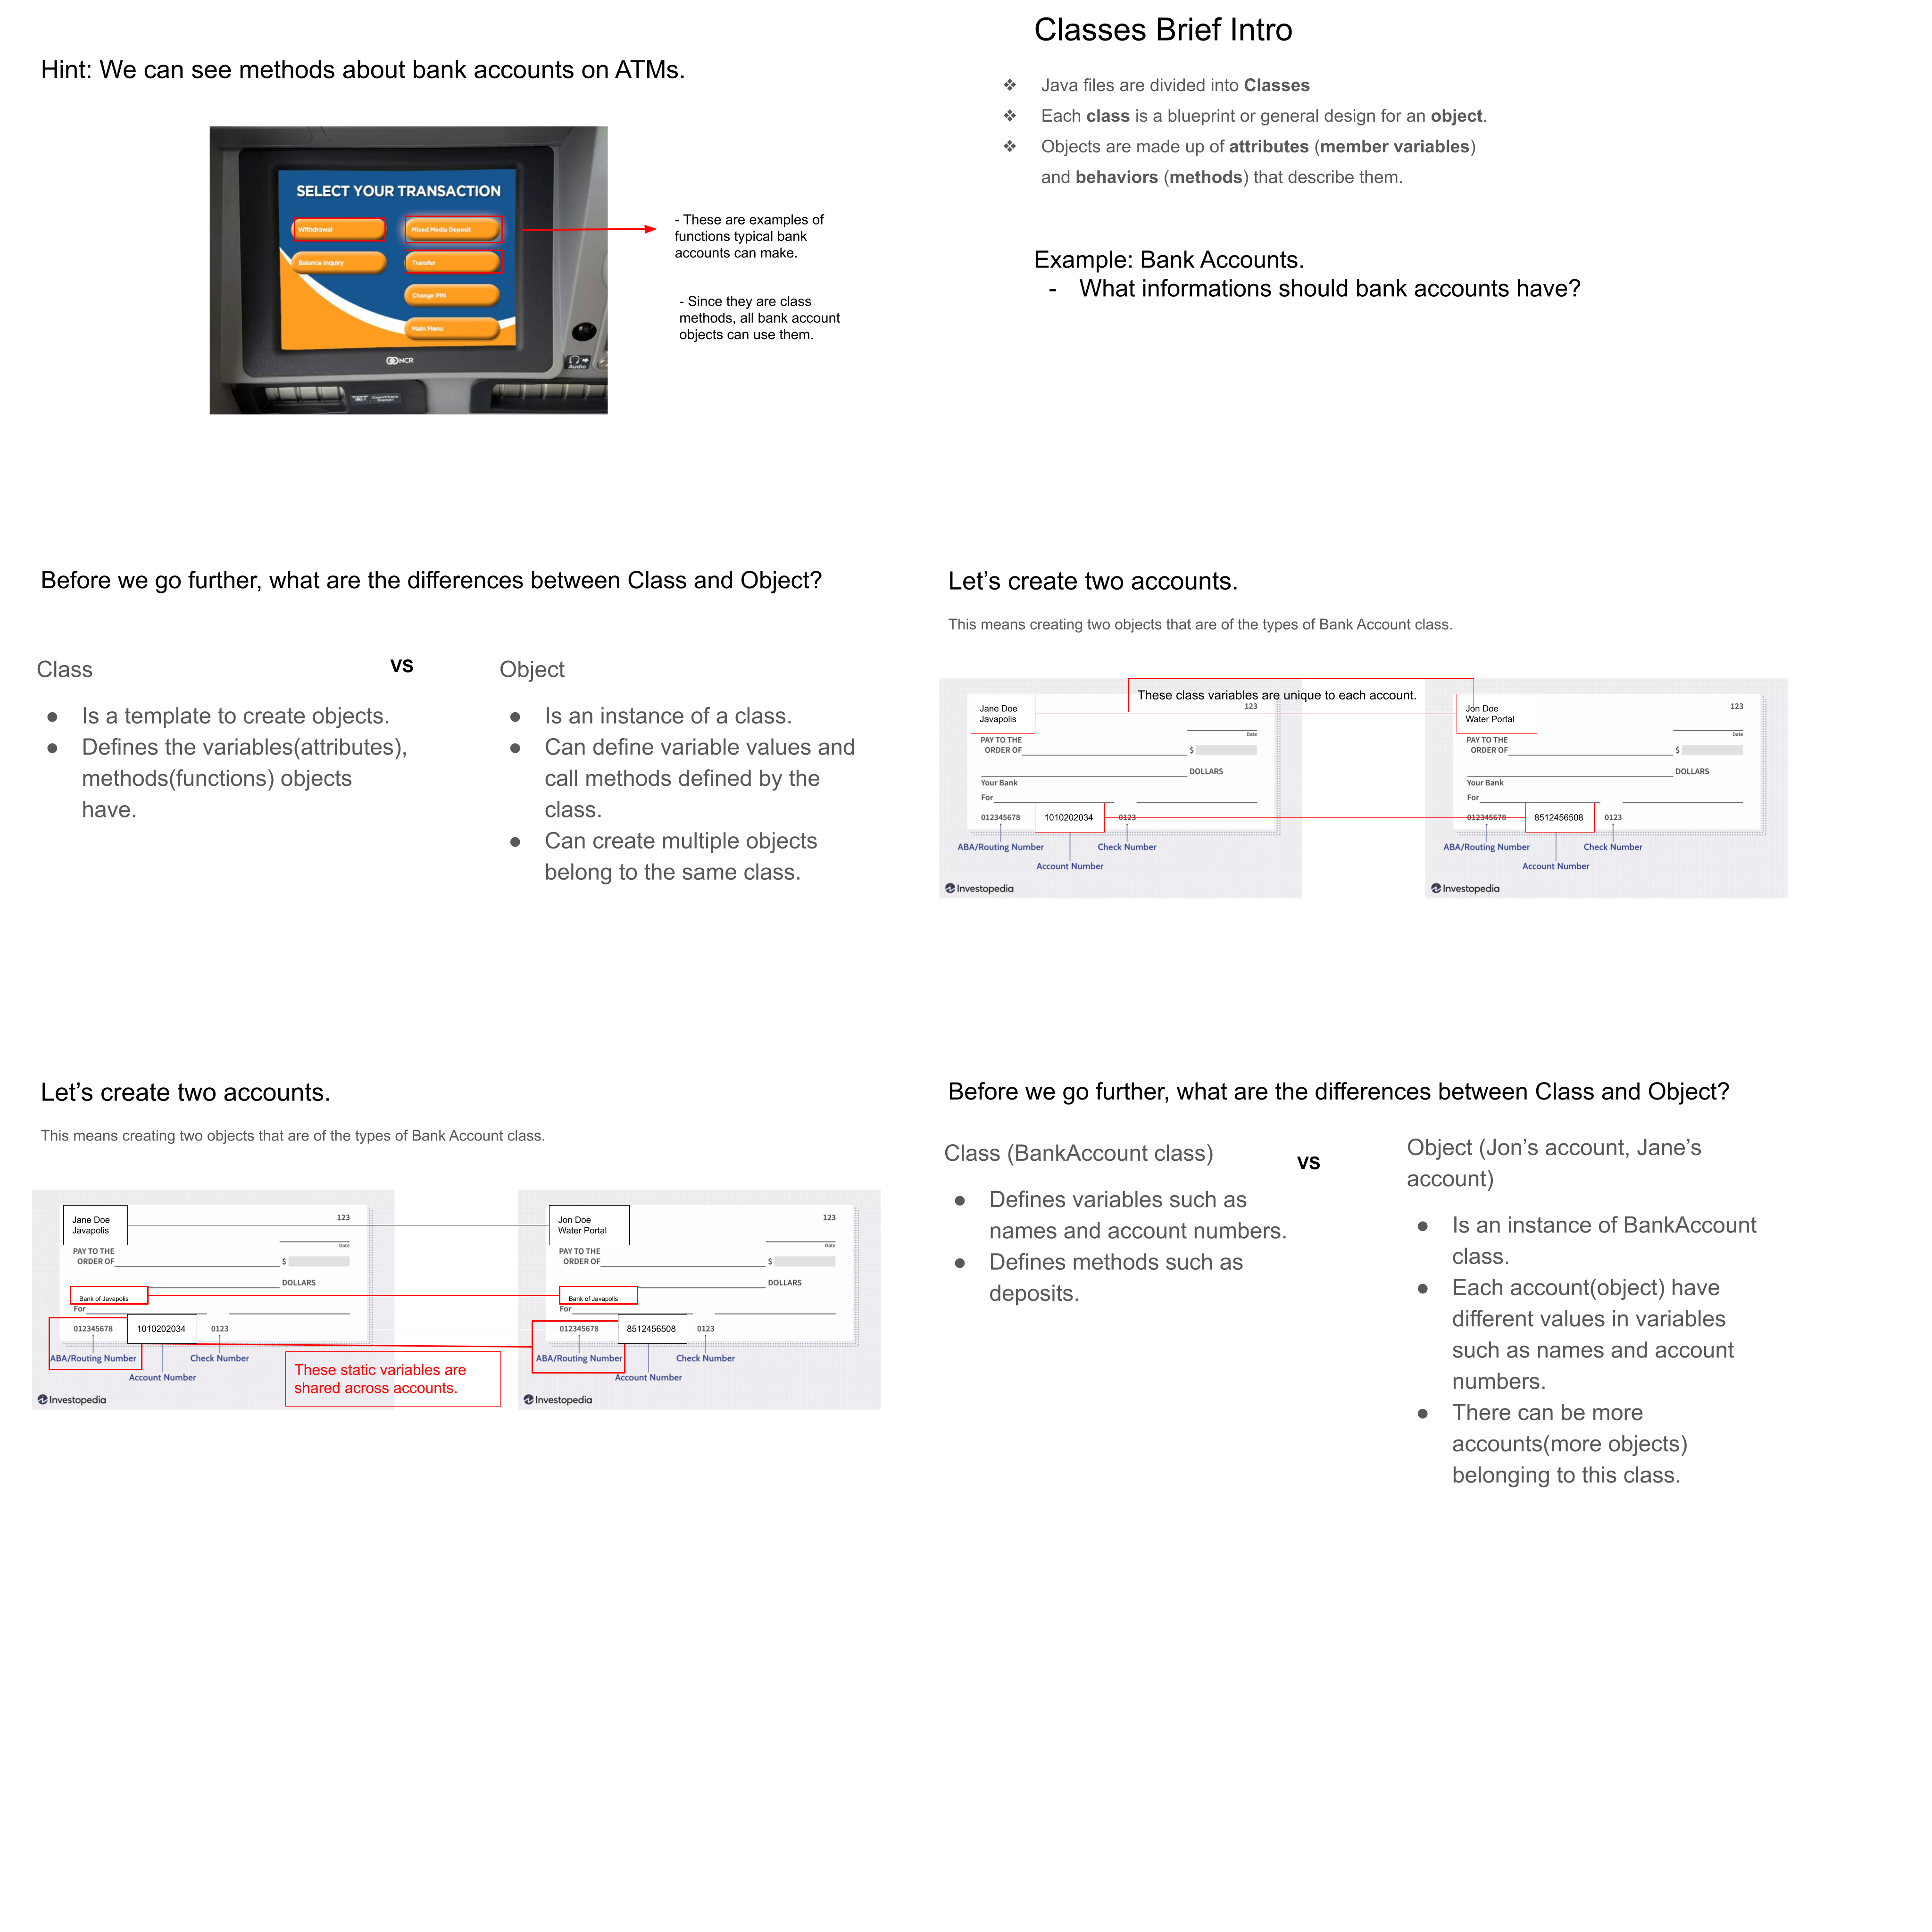 Hint: We can see methods about bank accounts on ATMs.
SELECT YOUR TRANSACTION
Withdrawal
Mixed Media Deposit
Balance Inquiry
Transfer
Change PIN
Main Menu
NCR
Audio
- These are examples of
functions typical bank
accounts can make.
- Since they are class
methods, all bank account
objects can use them.
Classes Brief Intro
❖ Java files are divided into Classes
❖ Each class is a blueprint or general design for an object.
❖ Objects are made up of attributes (member variables)
and behaviors (methods) that describe them.
Example: Bank Accounts.
- What informations should bank accounts have?
Before we go further, what are the differences between Class and Object?
Class
● Is a template to create objects.
● Defines the variables(attributes),
methods(functions) objects
have.
VS
Object
● Is an instance of a class.
● Can define variable values and
call methods defined by the
class.
● Can create multiple objects
belong to the same class.
Let's create two accounts.
This means creating two objects that are of the types of Bank Account class.
These class variables are unique to each account.
Jane Doe
Javapolis
123
Date
PAY TO THE
ORDER OF
$
DOLLARS
Your Bank
For
012345678
1010202034
0123
ABA/Routing Number
Check Number
Account Number
Investopedia
Jon Doe
Water Portal
123
Date
PAY TO THE
ORDER OF
$
DOLLARS
Your Bank
For
012345678
8512456508
0123
ABA/Routing Number
Check Number
Account Number
Investopedia
Let's create two accounts.
This means creating two objects that are of the types of Bank Account class.
Jane Doe
Javapolis
123
Date
PAY TO THE
ORDER OF
$
DOLLARS
Bank of Javapolis
For
012345678
1010202034
0123
ABA/Routing Number
Check Number
Account Number
Investopedia
These static variables are
shared across accounts.
Jon Doe
Water Portal
123
Date
PAY TO THE
ORDER OF
$
DOLLARS
Bank of Javapolis
For
012345678
8512456508
0123
ABA/Routing Number
Check Number
Account Number
Investopedia
Before we go further, what are the differences between Class and Object?
Class (BankAccount class)
● Defines variables such as
names and account numbers.
● Defines methods such as
deposits.
VS
Object (Jon's account, Jane's
account)
● Is an instance of BankAccount
class.
● Each account(object) have
different values in variables
such as names and account
numbers.
● There can be more
accounts(more objects)
belonging to this class.